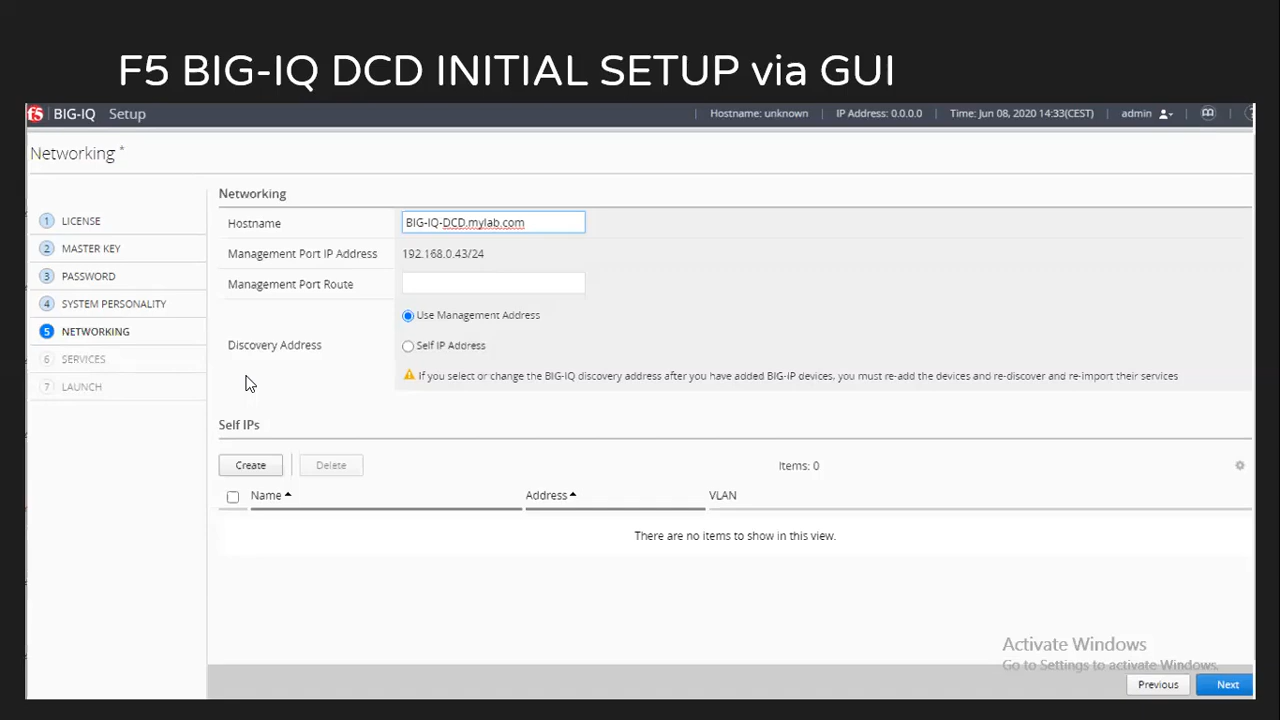 F5 BIG-IQ DCD INITIAL SETUP via GUI
f5 BIG-IQ Setup Hostname: unknown IP Address: 0.0.0.0 Time: Jun 08, 2020 14:33(CEST) admin
Networking *
1 LICENSE
2 MASTER KEY
3 PASSWORD
4 SYSTEM PERSONALITY
5 NETWORKING
6 SERVICES
7 LAUNCH
Networking
Hostname BIG-IQ-DCD.mylab.com
Management Port IP Address 192.168.0.43/24
Management Port Route
Discovery Address
Use Management Address
Self IP Address
If you select or change the BIG-IQ discovery address after you have added BIG-IP devices, you must re-add the devices and re-discover and re-import their services
Self IPs
Create Delete Items: 0
Name Address VLAN
There are no items to show in this view.
Activate Windows
Go to Settings to activate Windows.
Previous Next